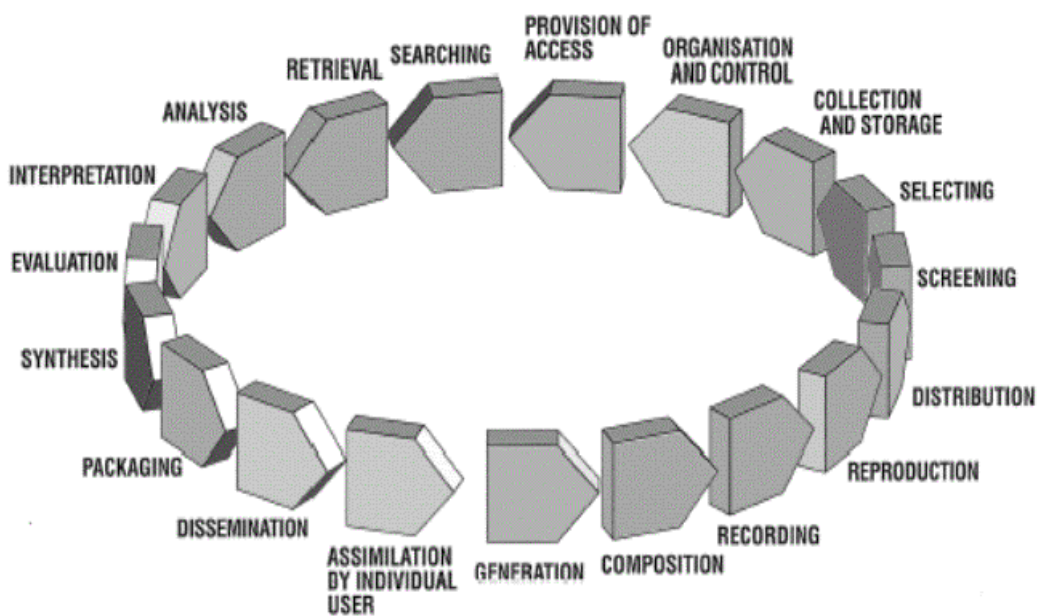 PROVISION OF
ACCESS
ORGANISATION
AND CONTROL
SEARCHING
RETRIEVAL
COLLECTION
AND STORAGE
ANALYSIS
INTERPRETATION
SELECTING
EVALUATION
SCREENING
SYNTHESIS
DISTRIBUTION
PACKAGING
REPRODUCTION
DISSEMINATION
RECORDING
ASSIMILATION
BY INDIVIDUAL
USER
GENERATION
COMPOSITION